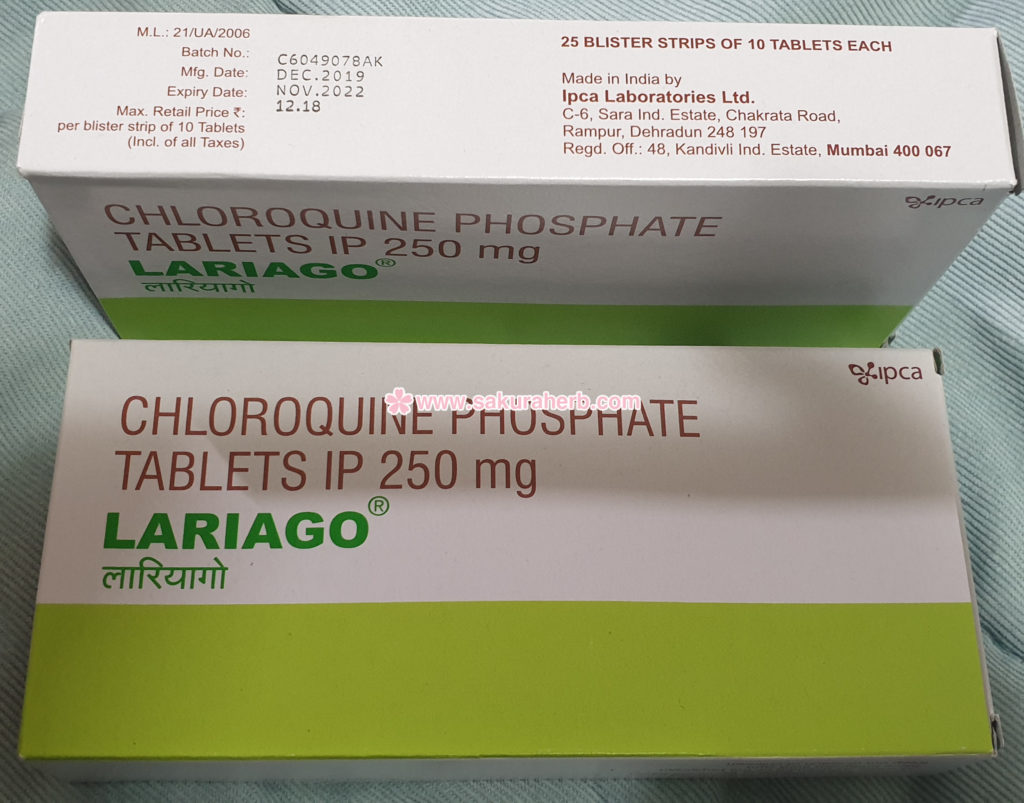 M.L.: 21/UA/2006
Batch No.: C6049078AK
Mfg. Date: DEC.2019
Expiry Date: NOV.2022
Max. Retail Price ₹: 12.18
per blister strip of 10 Tablets
(Incl. of all Taxes)
25 BLISTER STRIPS OF 10 TABLETS EACH
Made in India by
Ipca Laboratories Ltd.
C-6, Sara Ind. Estate, Chakrata Road,
Rampur, Dehradun 248 197
Regd. Off.: 48, Kandivli Ind. Estate, Mumbai 400 067
ipca
CHLOROQUINE PHOSPHATE
TABLETS IP 250 mg
LARIAGO®
लारियागो
ipca
www.sakuraherb.com
CHLOROQUINE PHOSPHATE
TABLETS IP 250 mg
LARIAGO®
लारियागो